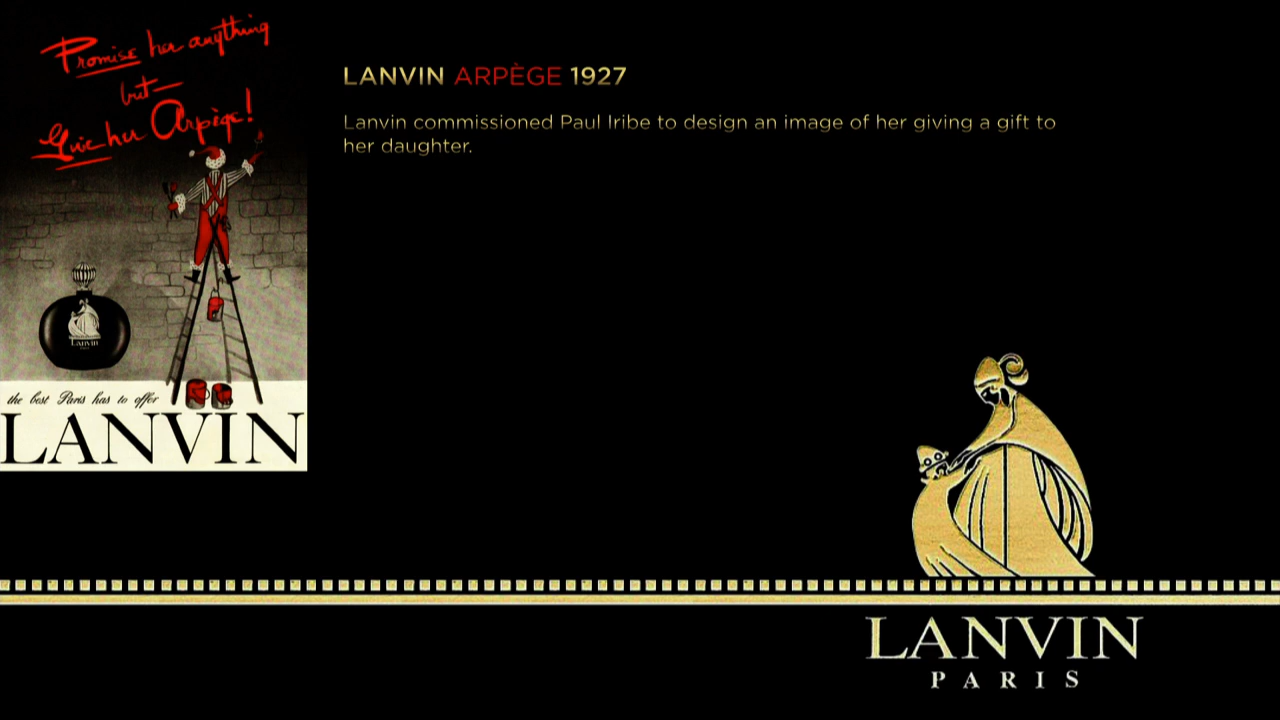 Promise her anything
but—
Give her Arpège!
Lanvin
the best Paris has to offer
LANVIN
LANVIN ARPÈGE 1927
Lanvin commissioned Paul Iribe to design an image of her giving a gift to
her daughter.
LANVIN
PARIS